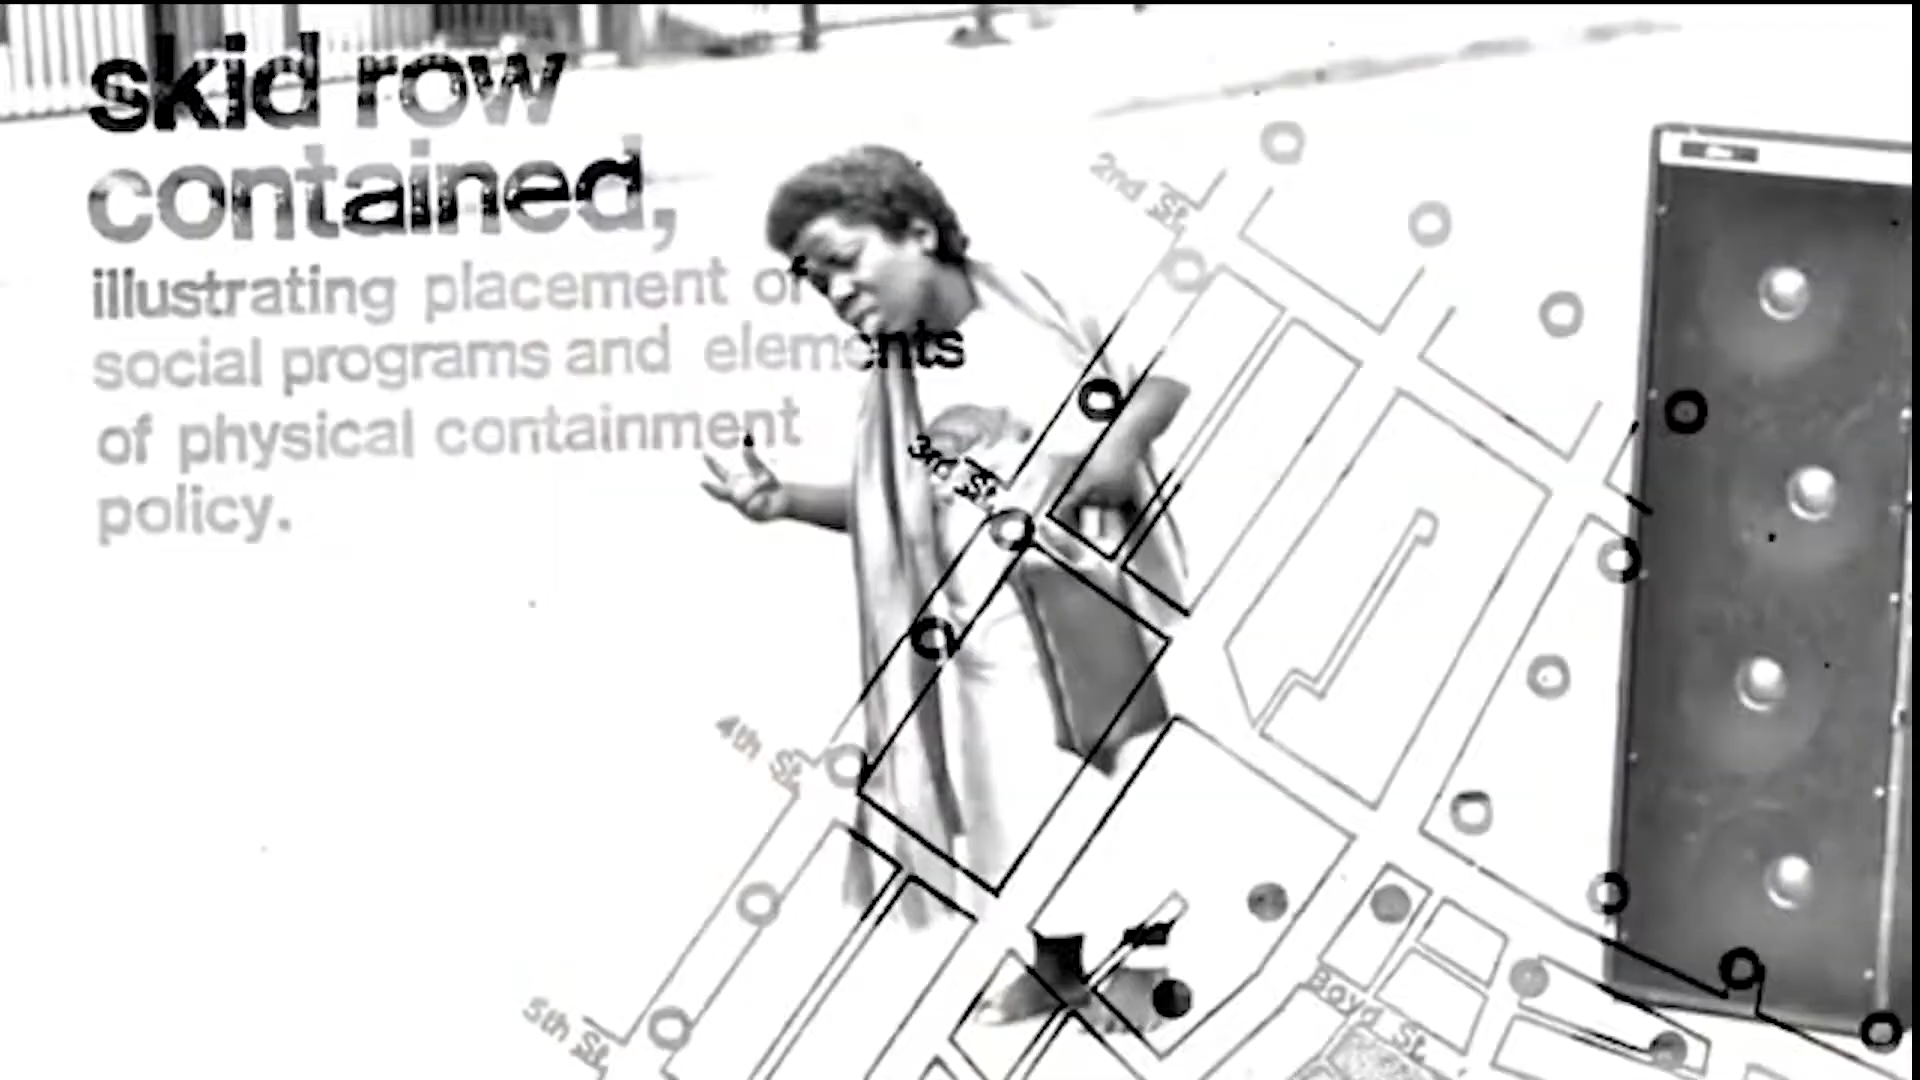 skid row
contained,
illustrating placement of
social programs and elements
of physical containment
policy.
2nd St.
3rd St.
4th St.
5th St.
Boyd St.